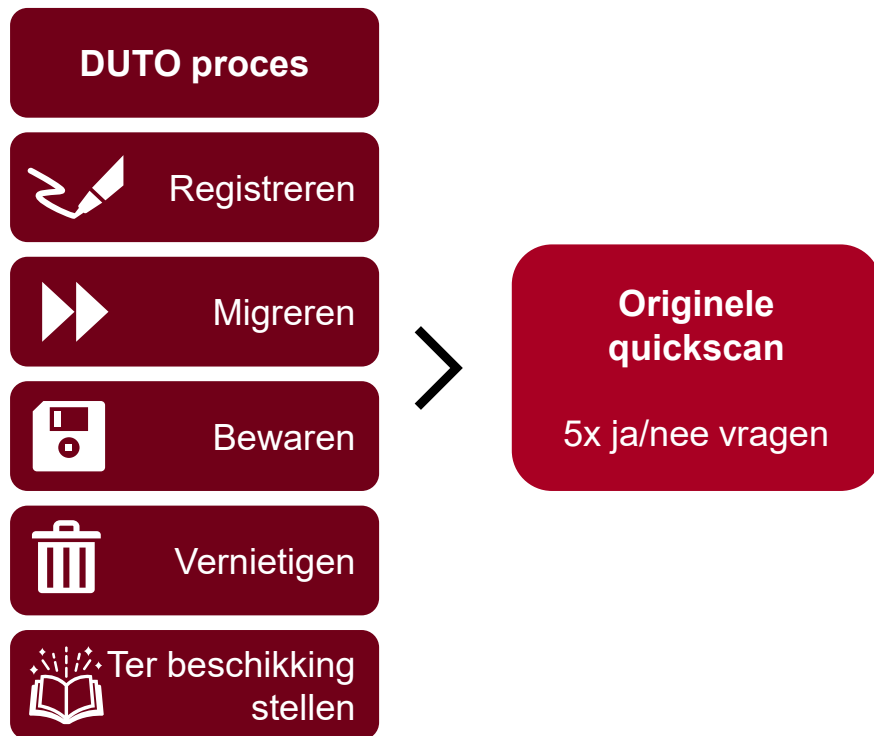 DUTO proces
Registreren
Migreren
Bewaren
Vernietigen
Ter beschikking
stellen
Originele
quickscan
5x ja/nee vragen